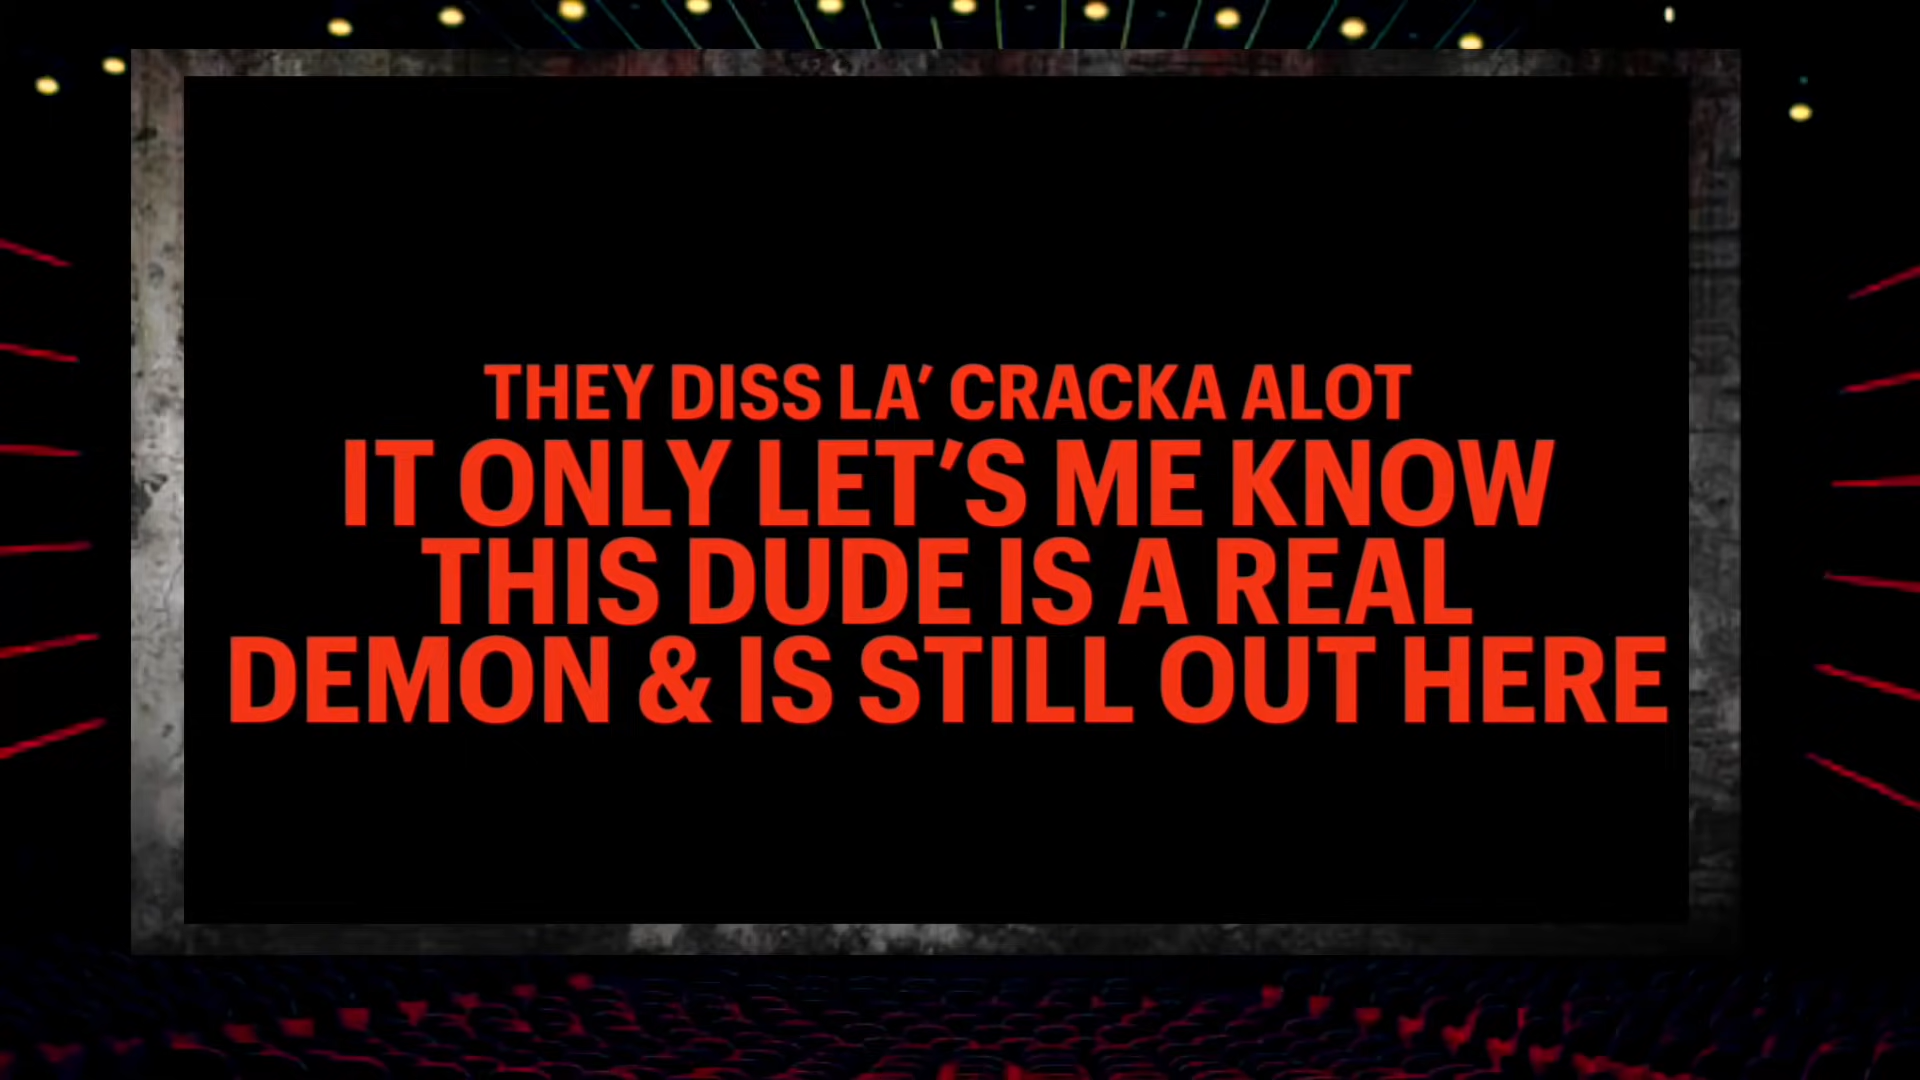 THEY DISS LA’ CRACKA ALOT
IT ONLY LET’S ME KNOW
THIS DUDE IS A REAL
DEMON & IS STILL OUT HERE